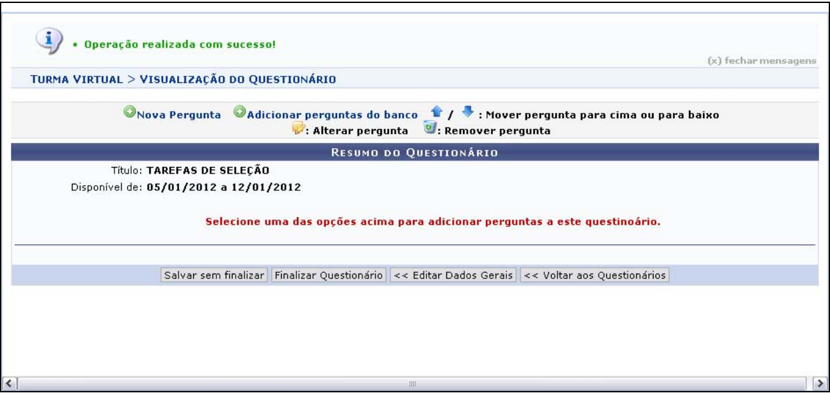 • Operação realizada com sucesso!
(x) fechar mensagens
TURMA VIRTUAL > VISUALIZAÇÃO DO QUESTIONÁRIO
Nova Pergunta Adicionar perguntas do banco / : Mover pergunta para cima ou para baixo
: Alterar pergunta : Remover pergunta
RESUMO DO QUESTIONÁRIO
Título: TAREFAS DE SELEÇÃO
Disponível de: 05/01/2012 a 12/01/2012
Selecione uma das opções acima para adicionar perguntas a este questinoário.
Salvar sem finalizar Finalizar Questionário << Editar Dados Gerais << Voltar aos Questionários